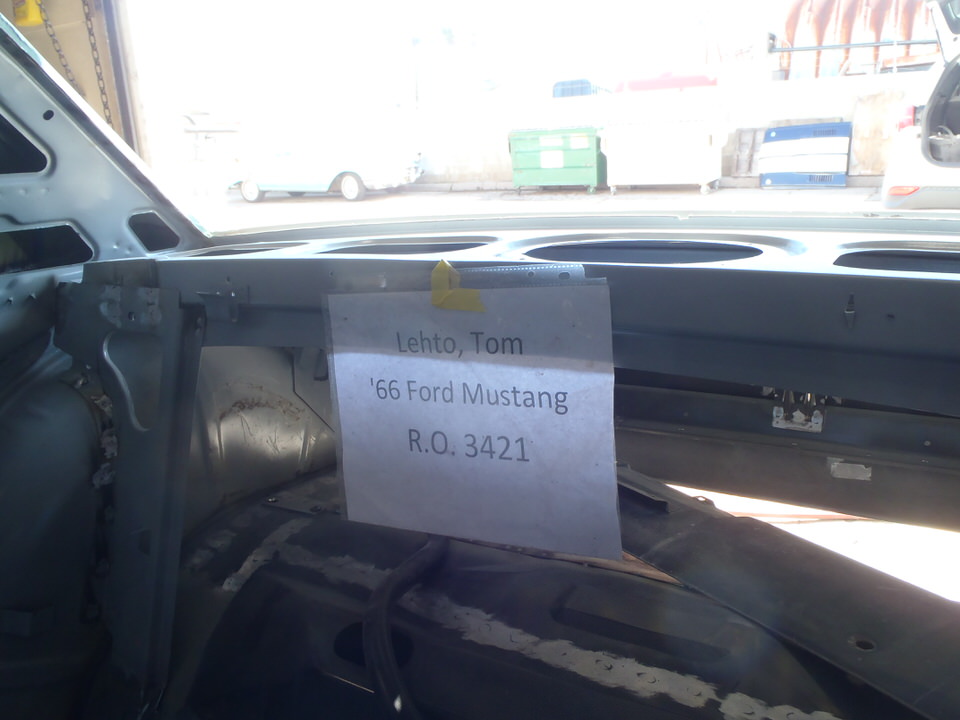 Lehto, Tom
'66 Ford Mustang
R.O. 3421